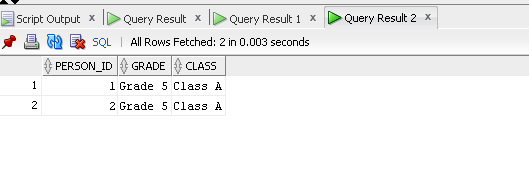 Script Output × Query Result × Query Result 1 × Query Result 2 ×
SQL | All Rows Fetched: 2 in 0.003 seconds
PERSON_ID GRADE CLASS
1 1 Grade 5 Class A
2 2 Grade 5 Class A